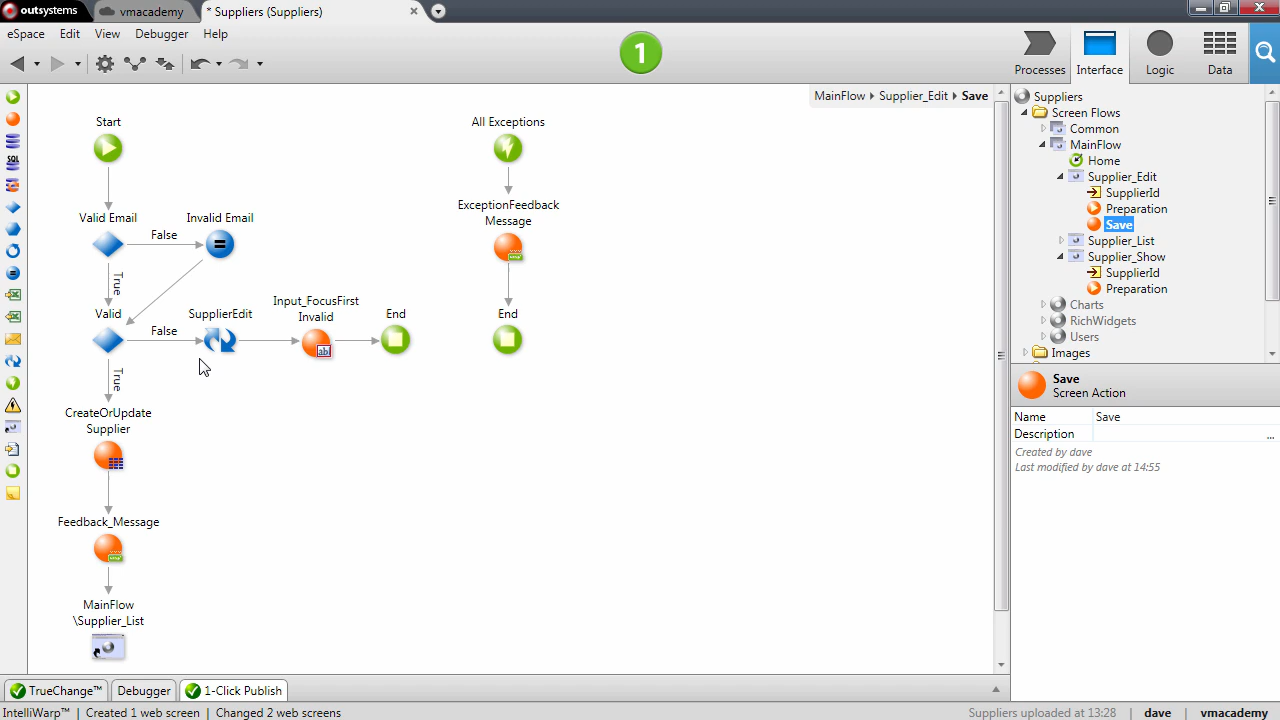 outsystems
vmacademy
* Suppliers (Suppliers)
eSpace
Edit
View
Debugger
Help
1
Processes
Interface
Logic
Data
MainFlow
Supplier_Edit
Save
Start
Valid Email
False
Invalid Email
True
Valid
False
SupplierEdit
Input_FocusFirst
Invalid
ab|
End
True
CreateOrUpdate
Supplier
Feedback_Message
MainFlow
\Supplier_List
All Exceptions
ExceptionFeedback
Message
End
SQL
Suppliers
Screen Flows
Common
MainFlow
Home
Supplier_Edit
SupplierId
Preparation
Save
Supplier_List
Supplier_Show
SupplierId
Preparation
Charts
RichWidgets
Users
Images
Save
Screen Action
Name
Save
Description
...
Created by dave
Last modified by dave at 14:55
TrueChange™
Debugger
1-Click Publish
IntelliWarp™ | Created 1 web screen | Changed 2 web screens
Suppliers uploaded at 13:28 | dave | vmacademy